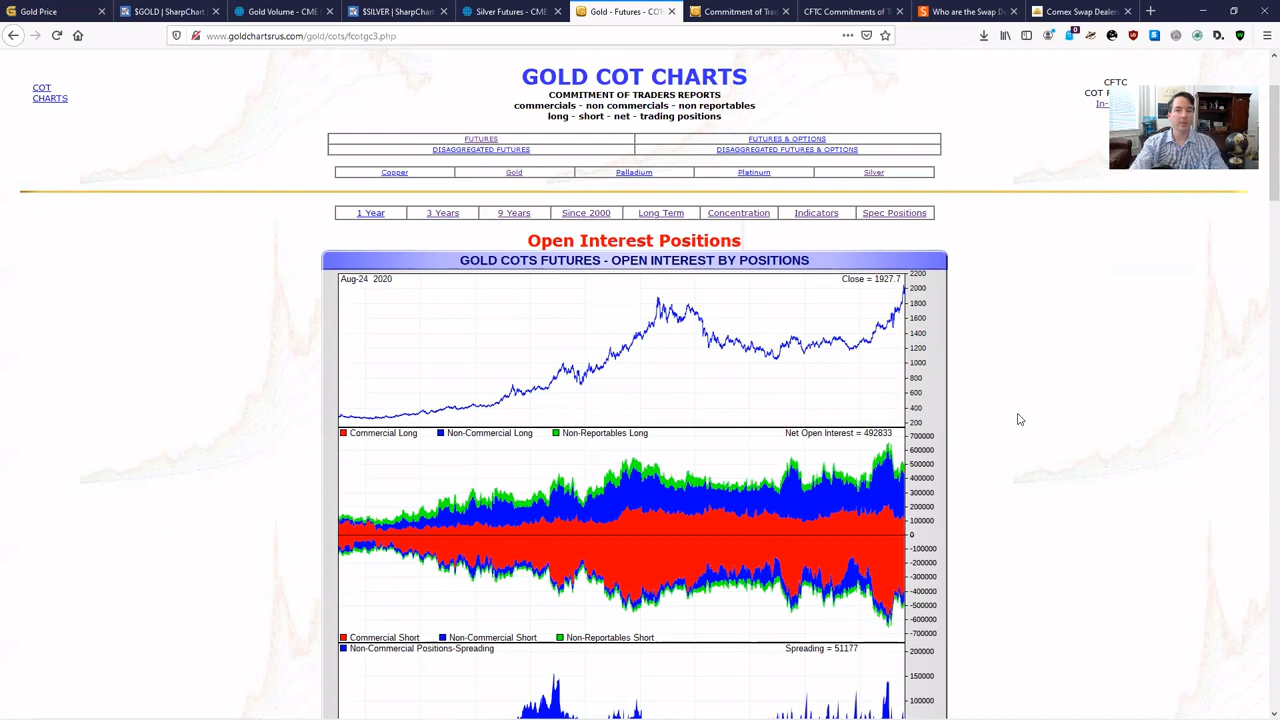 Gold Price
$GOLD | SharpChart
Gold Volume - CME
$SILVER | SharpChart
Silver Futures - CME
Gold - Futures - COT
Commitment of Trad
CFTC Commitments o
Who are the Swap D
Comex Swap Dealers
www.goldchartsrus.com/gold/cots/fcotgc3.php
COT
CHARTS
GOLD COT CHARTS
COMMITMENT OF TRADERS REPORTS
commercials - non commercials - non reportables
long - short - net - trading positions
CFTC
COT
In-
FUTURES
FUTURES & OPTIONS
DISAGGREGATED FUTURES
DISAGGREGATED FUTURES & OPTIONS
Copper
Gold
Palladium
Platinum
Silver
1 Year
3 Years
9 Years
Since 2000
Long Term
Concentration
Indicators
Spec Positions
Open Interest Positions
GOLD COTS FUTURES - OPEN INTEREST BY POSITIONS
Aug-24 2020
Close = 1927.7
2200
2000
1800
1600
1400
1200
1000
800
600
400
200
Commercial Long
Non-Commercial Long
Non-Reportables Long
Net Open Interest = 492833
700000
600000
500000
400000
300000
200000
100000
0
-100000
-200000
-300000
-400000
-500000
-600000
-700000
Commercial Short
Non-Commercial Short
Non-Reportables Short
Non-Commercial Positions-Spreading
Spreading = 51177
200000
150000
100000